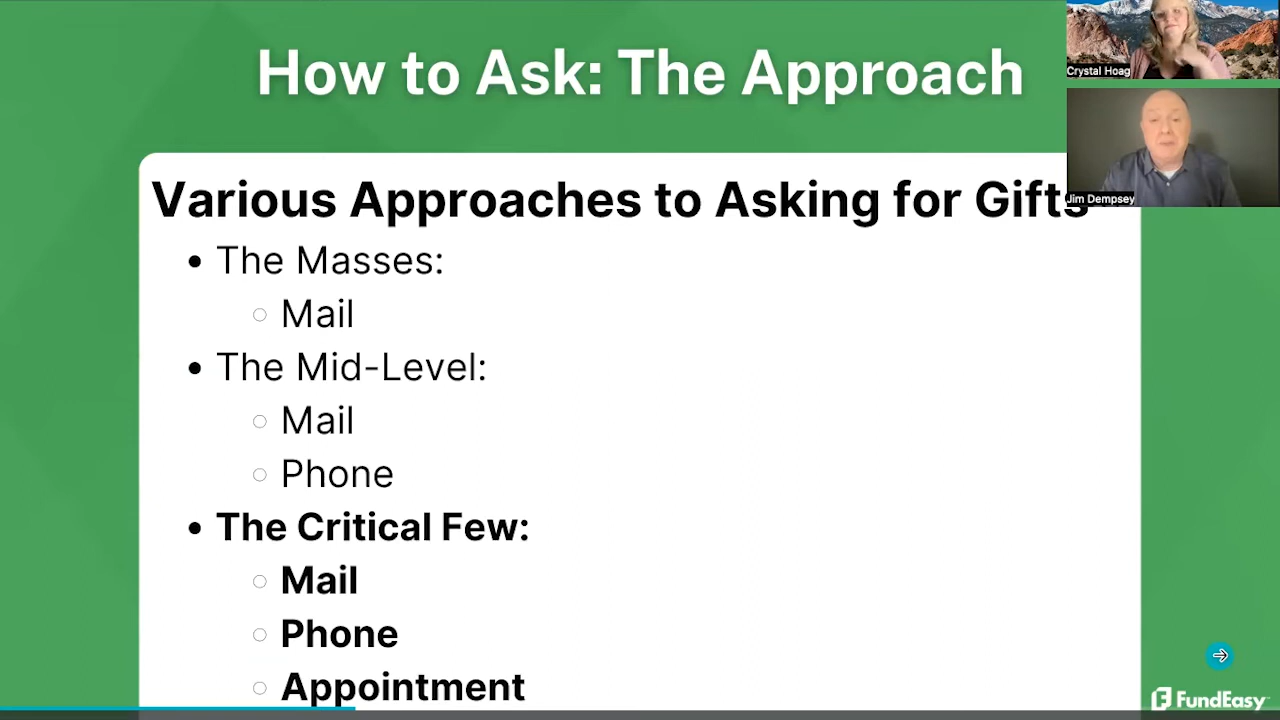 How to Ask: The Approach
Crystal Hoag
Jim Dempsey
Various Approaches to Asking for Gifts
The Masses:
Mail
The Mid-Level:
Mail
Phone
The Critical Few:
Mail
Phone
Appointment
FundEasy